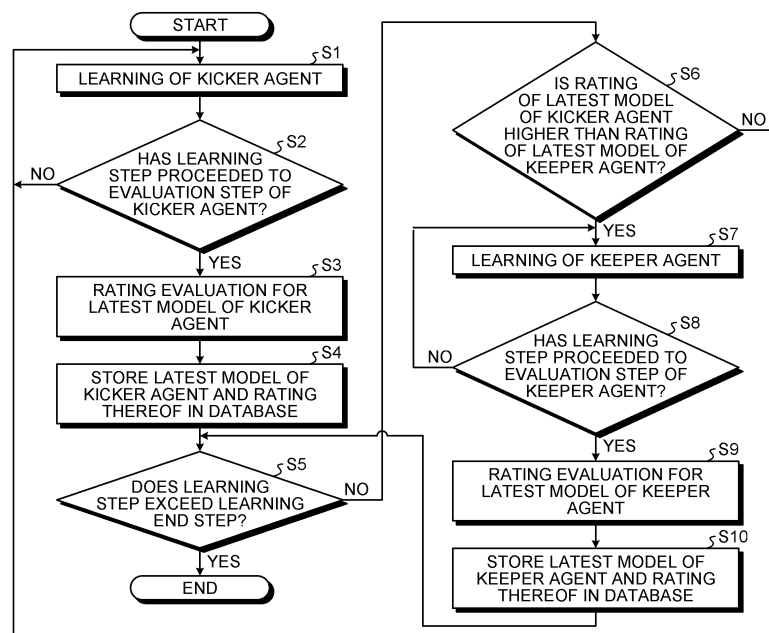 START
S1
LEARNING OF KICKER AGENT
S2
HAS LEARNING
STEP PROCEEDED TO
EVALUATION STEP OF
KICKER AGENT?
NO
YES
S3
RATING EVALUATION FOR
LATEST MODEL OF KICKER
AGENT
S4
STORE LATEST MODEL OF
KICKER AGENT AND RATING
THEREOF IN DATABASE
S5
DOES LEARNING
STEP EXCEED LEARNING
END STEP?
NO
YES
END
S6
IS RATING
OF LATEST MODEL
OF KICKER AGENT
HIGHER THAN RATING
OF LATEST MODEL OF
KEEPER AGENT?
NO
YES
S7
LEARNING OF KEEPER AGENT
S8
HAS LEARNING
STEP PROCEEDED TO
EVALUATION STEP OF
KEEPER AGENT?
NO
YES
S9
RATING EVALUATION FOR
LATEST MODEL OF KEEPER
AGENT
S10
STORE LATEST MODEL OF
KEEPER AGENT AND RATING
THEREOF IN DATABASE